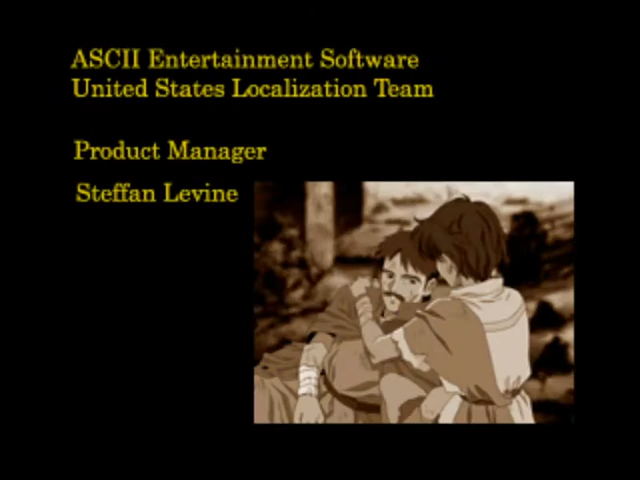 ASCII Entertainment Software
United States Localization Team
Product Manager
Steffan Levine